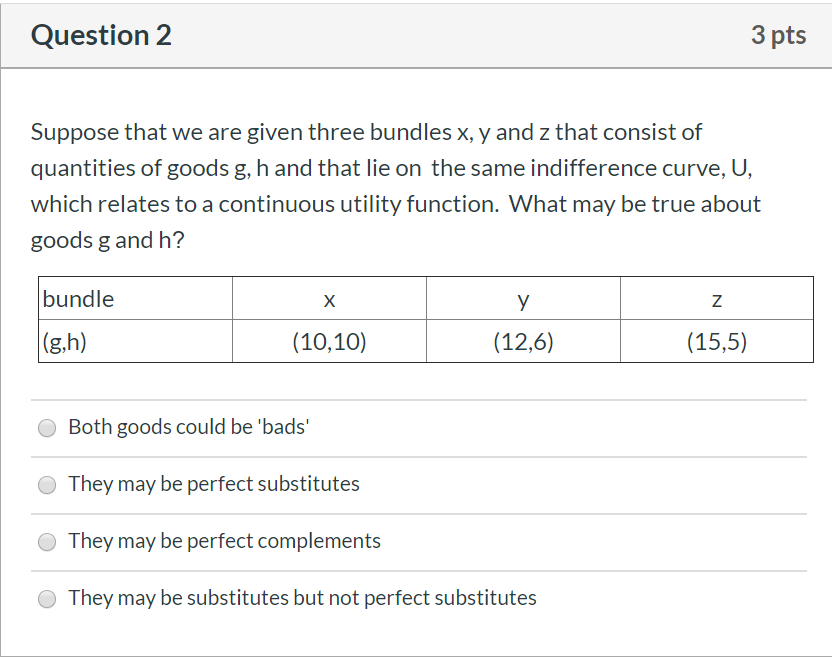 Question 2 3 pts
Suppose that we are given three bundles x, y and z that consist of
quantities of goods g, h and that lie on the same indifference curve, U,
which relates to a continuous utility function. What may be true about
goods g and h?
bundle x y z
(g,h) (10,10) (12,6) (15,5)
Both goods could be 'bads'
They may be perfect substitutes
They may be perfect complements
They may be substitutes but not perfect substitutes